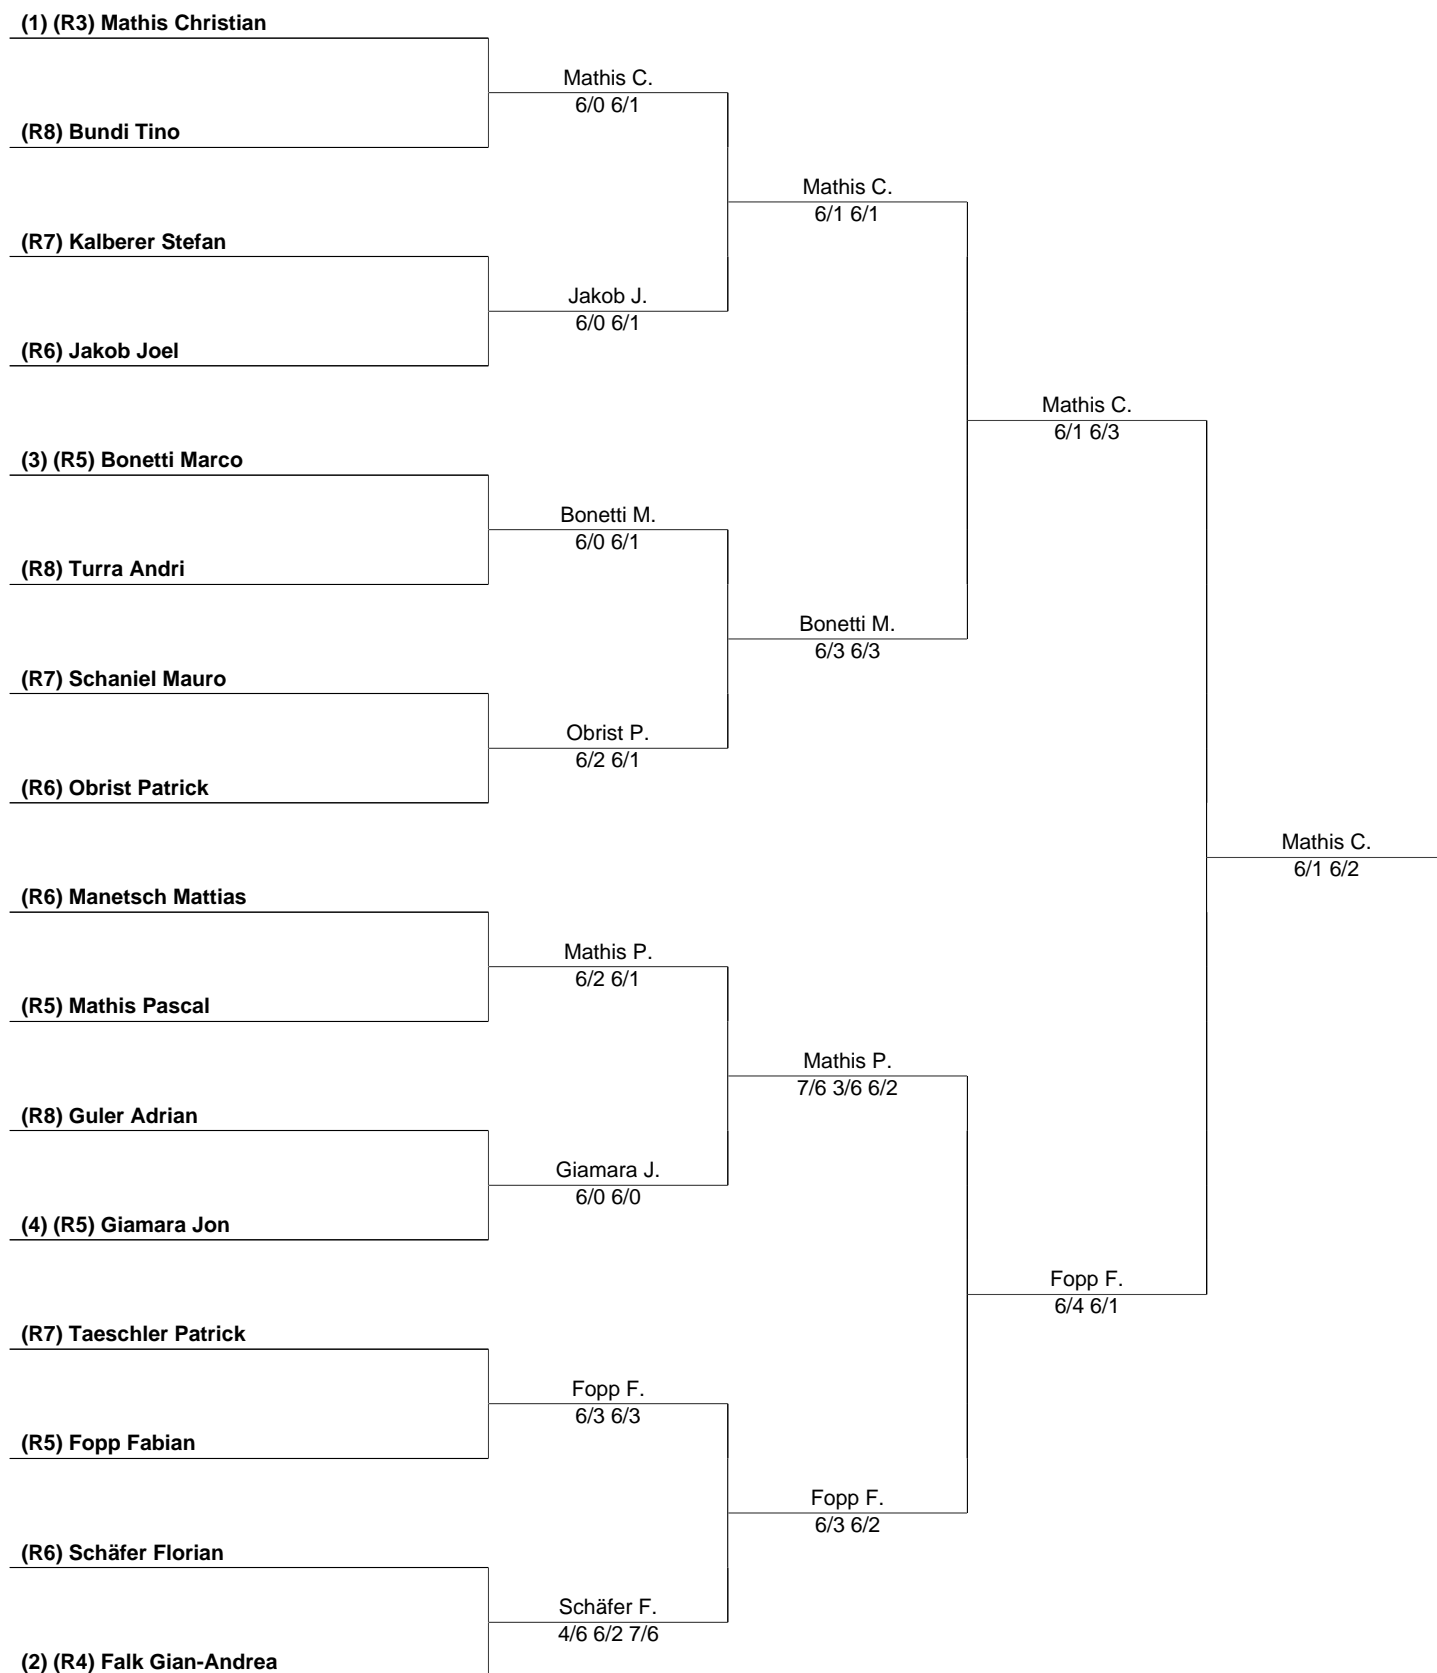 (1) (R3) Mathis Christian
Mathis C.
6/0 6/1
(R8) Bundi Tino
Mathis C.
6/1 6/1
(R7) Kalberer Stefan
Jakob J.
6/0 6/1
(R6) Jakob Joel
Mathis C.
6/1 6/3
(3) (R5) Bonetti Marco
Bonetti M.
6/0 6/1
(R8) Turra Andri
Bonetti M.
6/3 6/3
(R7) Schaniel Mauro
Obrist P.
6/2 6/1
(R6) Obrist Patrick
Mathis C.
6/1 6/2
(R6) Manetsch Mattias
Mathis P.
6/2 6/1
(R5) Mathis Pascal
Mathis P.
7/6 3/6 6/2
(R8) Guler Adrian
Giamara J.
6/0 6/0
(4) (R5) Giamara Jon
Fopp F.
6/4 6/1
(R7) Taeschler Patrick
Fopp F.
6/3 6/3
(R5) Fopp Fabian
Fopp F.
6/3 6/2
(R6) Schäfer Florian
Schäfer F.
4/6 6/2 7/6
(2) (R4) Falk Gian-Andrea